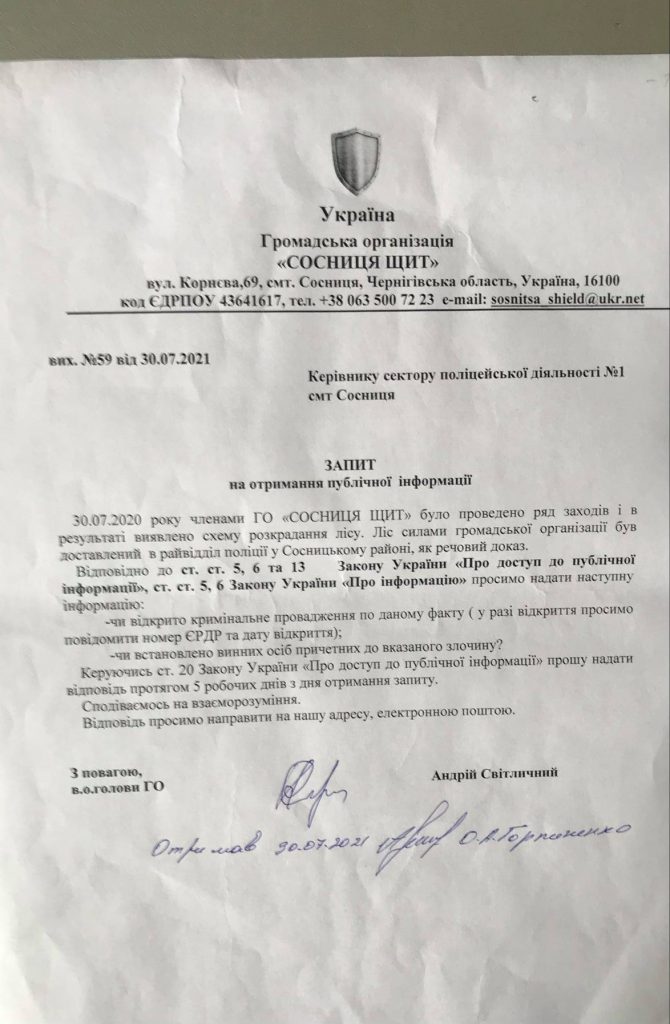 Україна
Громадська організація
«СОСНИЦЯ ЩИТ»
вул. Корнєва,69, смт. Сосниця, Чернігівська область, Україна, 16100
код ЄДРПОУ 43641617, тел. +38 063 500 72 23 e-mail: sosnitsa_shield@ukr.net
вих. №59 від 30.07.2021
Керівнику сектору поліцейської діяльності №1
смт Сосниця
ЗАПИТ
на отримання публічної інформації
30.07.2020 року членами ГО «СОСНИЦЯ ЩИТ» було проведено ряд заходів і в
результаті виявлено схему розкрадання лісу. Ліс силами громадської організації був
доставлений в райвідділ поліції у Сосницькому районі, як речовий доказ.
Відповідно до ст. ст. 5, 6 та 13 Закону України «Про доступ до публічної
інформації», ст. ст. 5, 6 Закону України «Про інформацію» просимо надати наступну
інформацію:
-чи відкрито кримінальне провадження по даному факту ( у разі відкриття просимо
повідомити номер ЄРДР та дату відкриття);
-чи встановлено винних осіб причетних до вказаного злочину?
Керуючись ст. 20 Закону України «Про доступ до публічної інформації» прошу надати
відповідь протягом 5 робочих днів з дня отримання запиту.
Сподіваємось на взаєморозуміння.
Відповідь просимо направити на нашу адресу, електронною поштою.
З повагою,
в.о.голови ГО
Андрій Світличний
Отримав 30.07.2021 О.А.Горпиненко